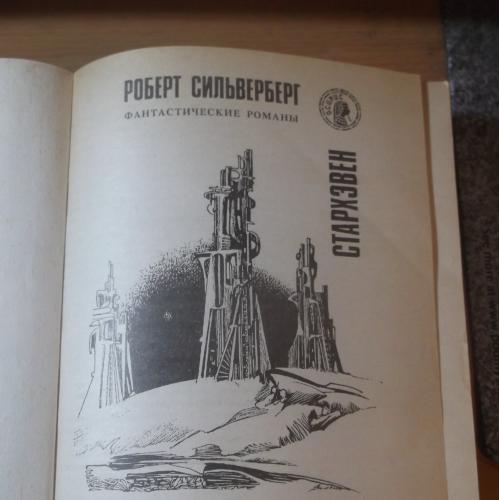 РОБЕРТ СИЛЬВЕРБЕРГ
ФАНТАСТИЧЕСКИЕ РОМАНЫ
СТАРХЭВЕН